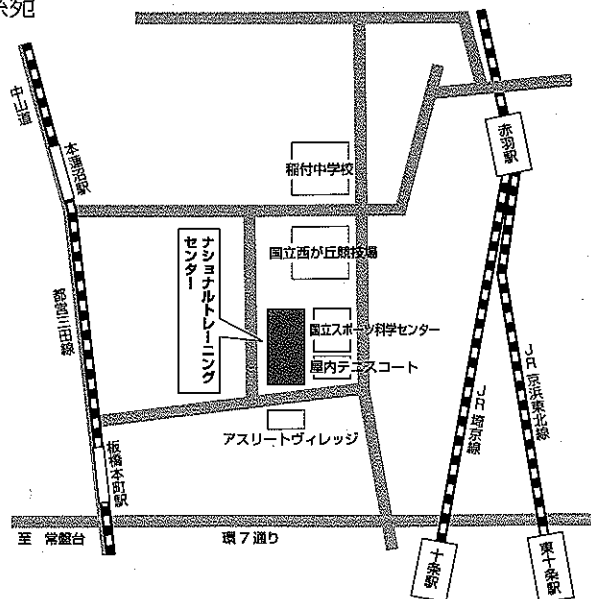 中山道
本蓮沼駅
赤羽駅
稲付中学校
国立西が丘競技場
ナショナルトレーニング
センター
都営三田線
国立スポーツ科学センター
屋内テニスコート
JR 京浜東北線
JR 埼京線
アスリートヴィレッジ
板橋本町駅
至 常盤台
環7通り
十条駅
東十条駅